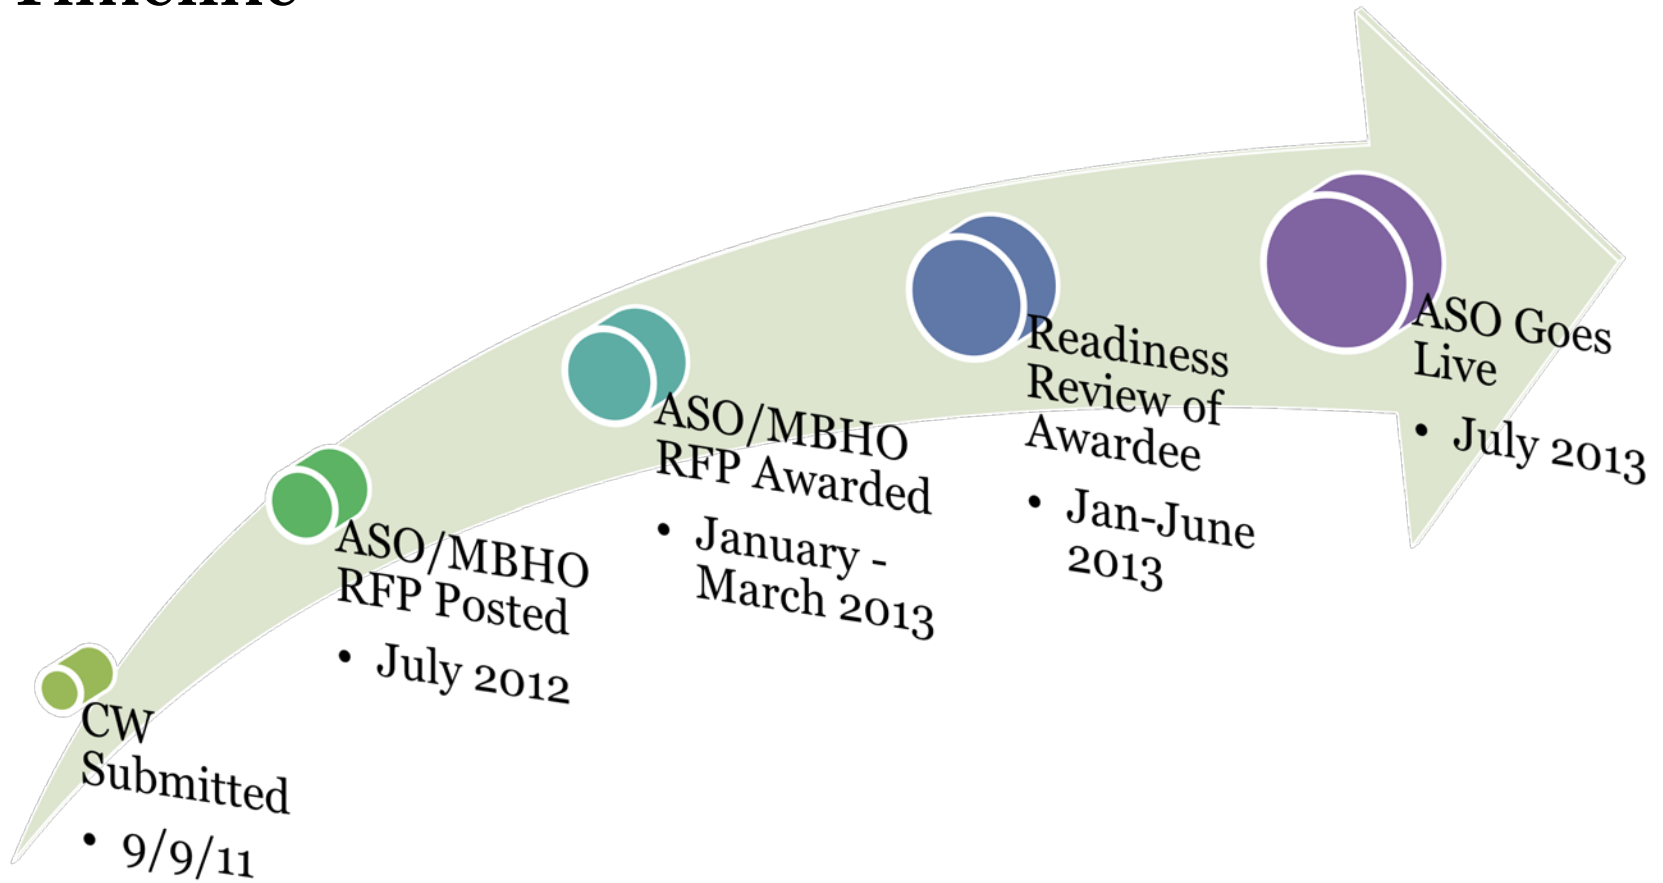 Timeline
CW
Submitted
• 9/9/11
ASO/MBHO
RFP Posted
• July 2012
ASO/MBHO
RFP Awarded
• January -
March 2013
Readiness
Review of
Awardee
• Jan-June
2013
ASO Goes
Live
• July 2013